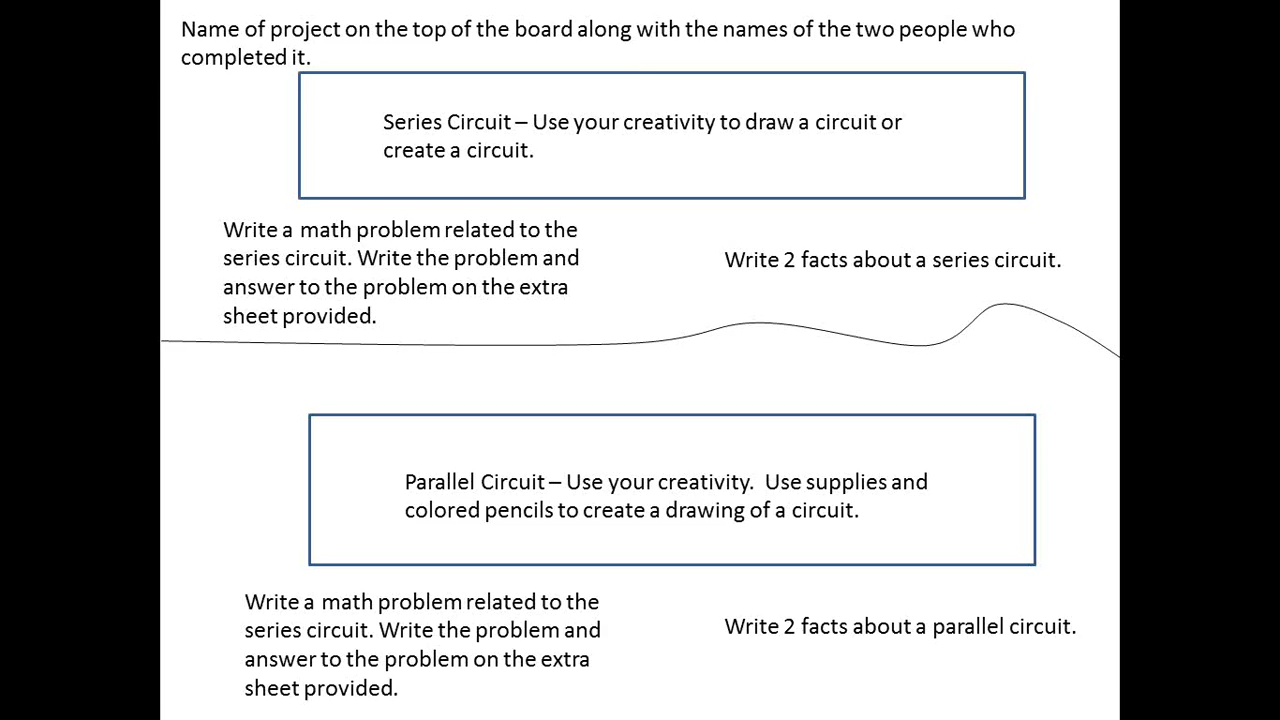 Name of project on the top of the board along with the names of the two people who
completed it.
Series Circuit – Use your creativity to draw a circuit or
create a circuit.
Write a math problem related to the
series circuit. Write the problem and
answer to the problem on the extra
sheet provided.
Write 2 facts about a series circuit.
Parallel Circuit – Use your creativity.  Use supplies and
colored pencils to create a drawing of a circuit.
Write a math problem related to the
series circuit. Write the problem and
answer to the problem on the extra
sheet provided.
Write 2 facts about a parallel circuit.